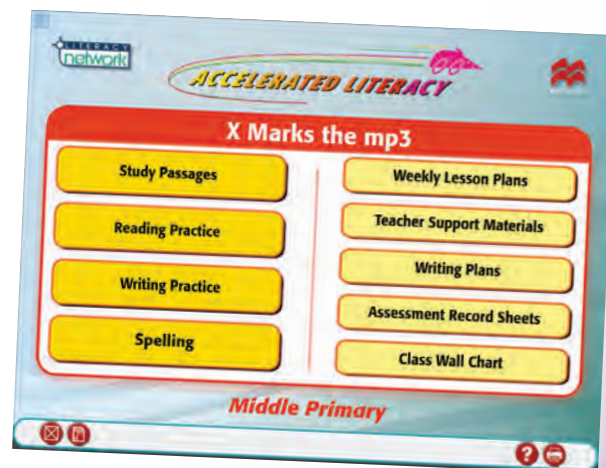 LITERACY
network
ACCELERATED LITERACY
X Marks the mp3
Study Passages
Reading Practice
Writing Practice
Spelling
Weekly Lesson Plans
Teacher Support Materials
Writing Plans
Assessment Record Sheets
Class Wall Chart
Middle Primary
?